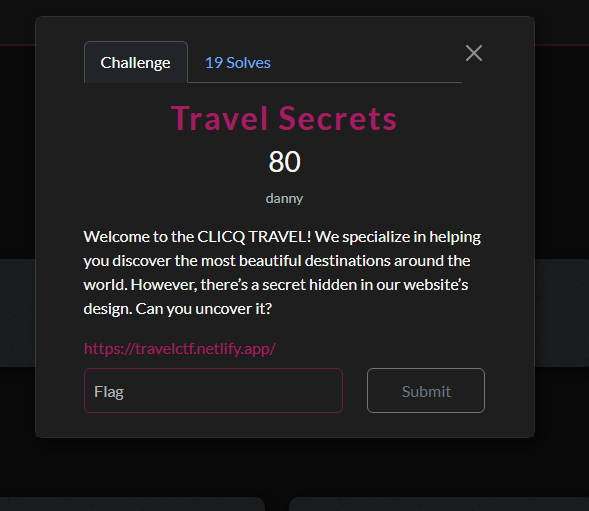 Challenge
19 Solves
Travel Secrets
80
danny
Welcome to the CLICQ TRAVEL! We specialize in helping
you discover the most beautiful destinations around the
world. However, there’s a secret hidden in our website’s
design. Can you uncover it?
https://travelctf.netlify.app/
Flag
Submit